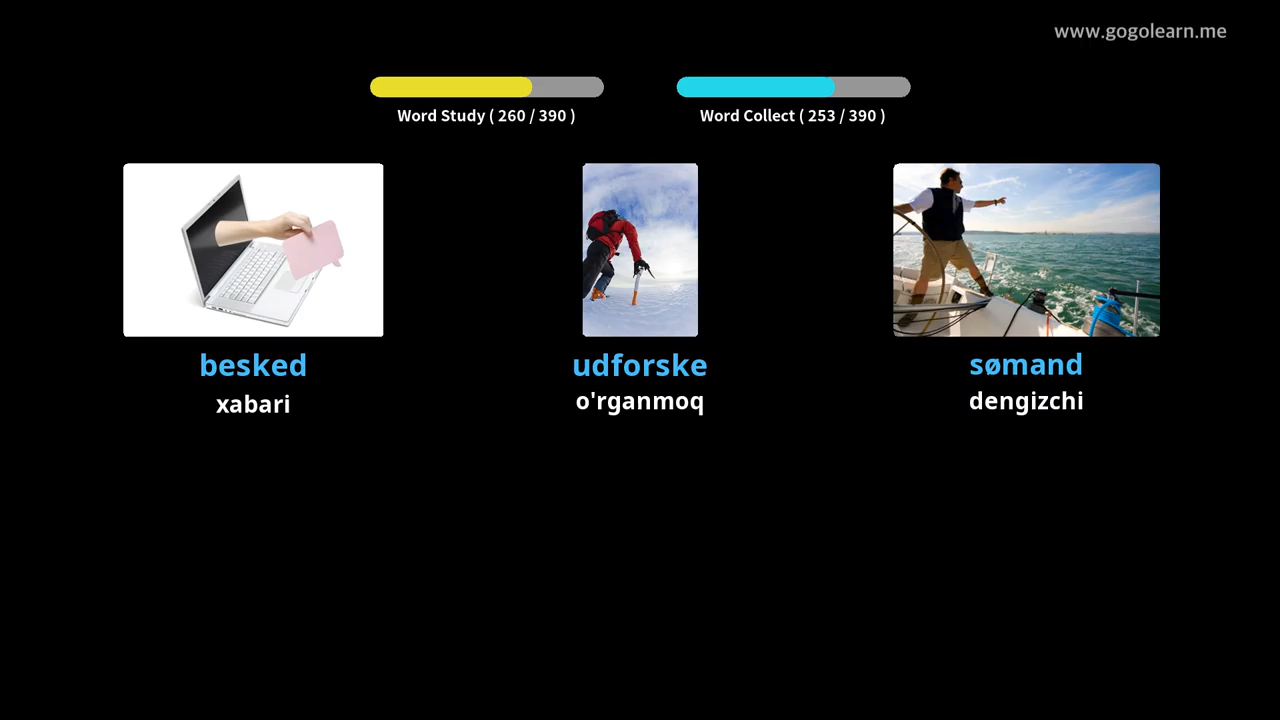 www.gogolearn.me
Word Study ( 260 / 390 )
Word Collect ( 253 / 390 )
besked
udforske
sømand
xabari
o'rganmoq
dengizchi